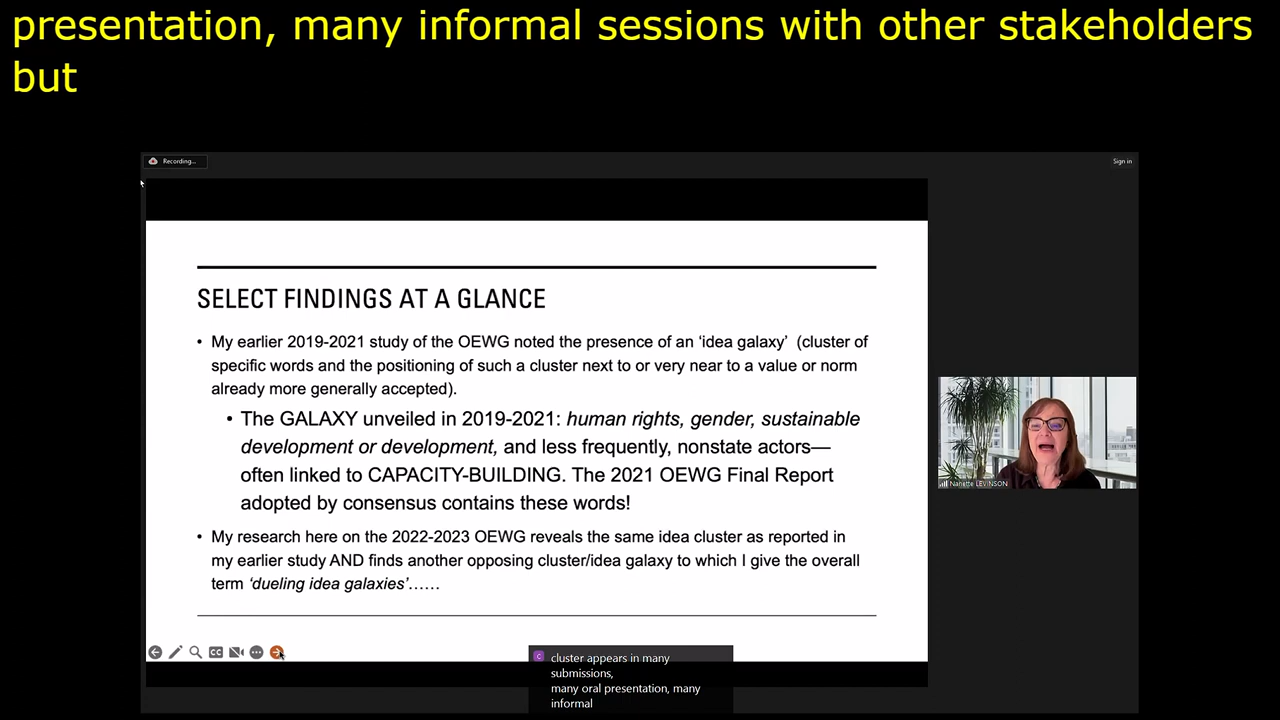 presentation, many informal sessions with other stakeholders
but
Recording...
Sign in
SELECT FINDINGS AT A GLANCE
• My earlier 2019-2021 study of the OEWG noted the presence of an ‘idea galaxy’ (cluster of
specific words and the positioning of such a cluster next to or very near to a value or norm
already more generally accepted).
• The GALAXY unveiled in 2019-2021: human rights, gender, sustainable
development or development, and less frequently, nonstate actors—
often linked to CAPACITY-BUILDING. The 2021 OEWG Final Report
adopted by consensus contains these words!
• My research here on the 2022-2023 OEWG reveals the same idea cluster as reported in
my earlier study AND finds another opposing cluster/idea galaxy to which I give the overall
term ‘dueling idea galaxies’……
Nanette LEVINSON
CC
C
cluster appears in many
submissions,
many oral presentation, many
informal